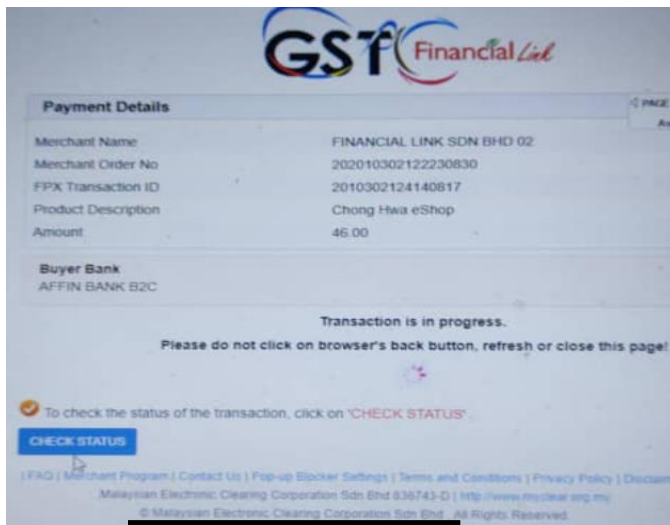 GST Financial Link
Payment Details
Merchant Name FINANCIAL LINK SDN BHD 02
Merchant Order No 202010302122230830
FPX Transaction ID 2010302124140817
Product Description Chong Hwa eShop
Amount 46.00
Buyer Bank
AFFIN BANK B2C
Transaction is in progress.
Please do not click on browser's back button, refresh or close this page!
To check the status of the transaction, click on 'CHECK STATUS'.
CHECK STATUS
| FAQ | Merchant Program | Contact Us | Pop-up Blocker Settings | Terms and Conditions | Privacy Policy |
Malaysian Electronic Clearing Corporation Sdn Bhd 836743-D | http://www.myclear.org.my
© Malaysian Electronic Clearing Corporation Sdn Bhd . All Rights Reserved.